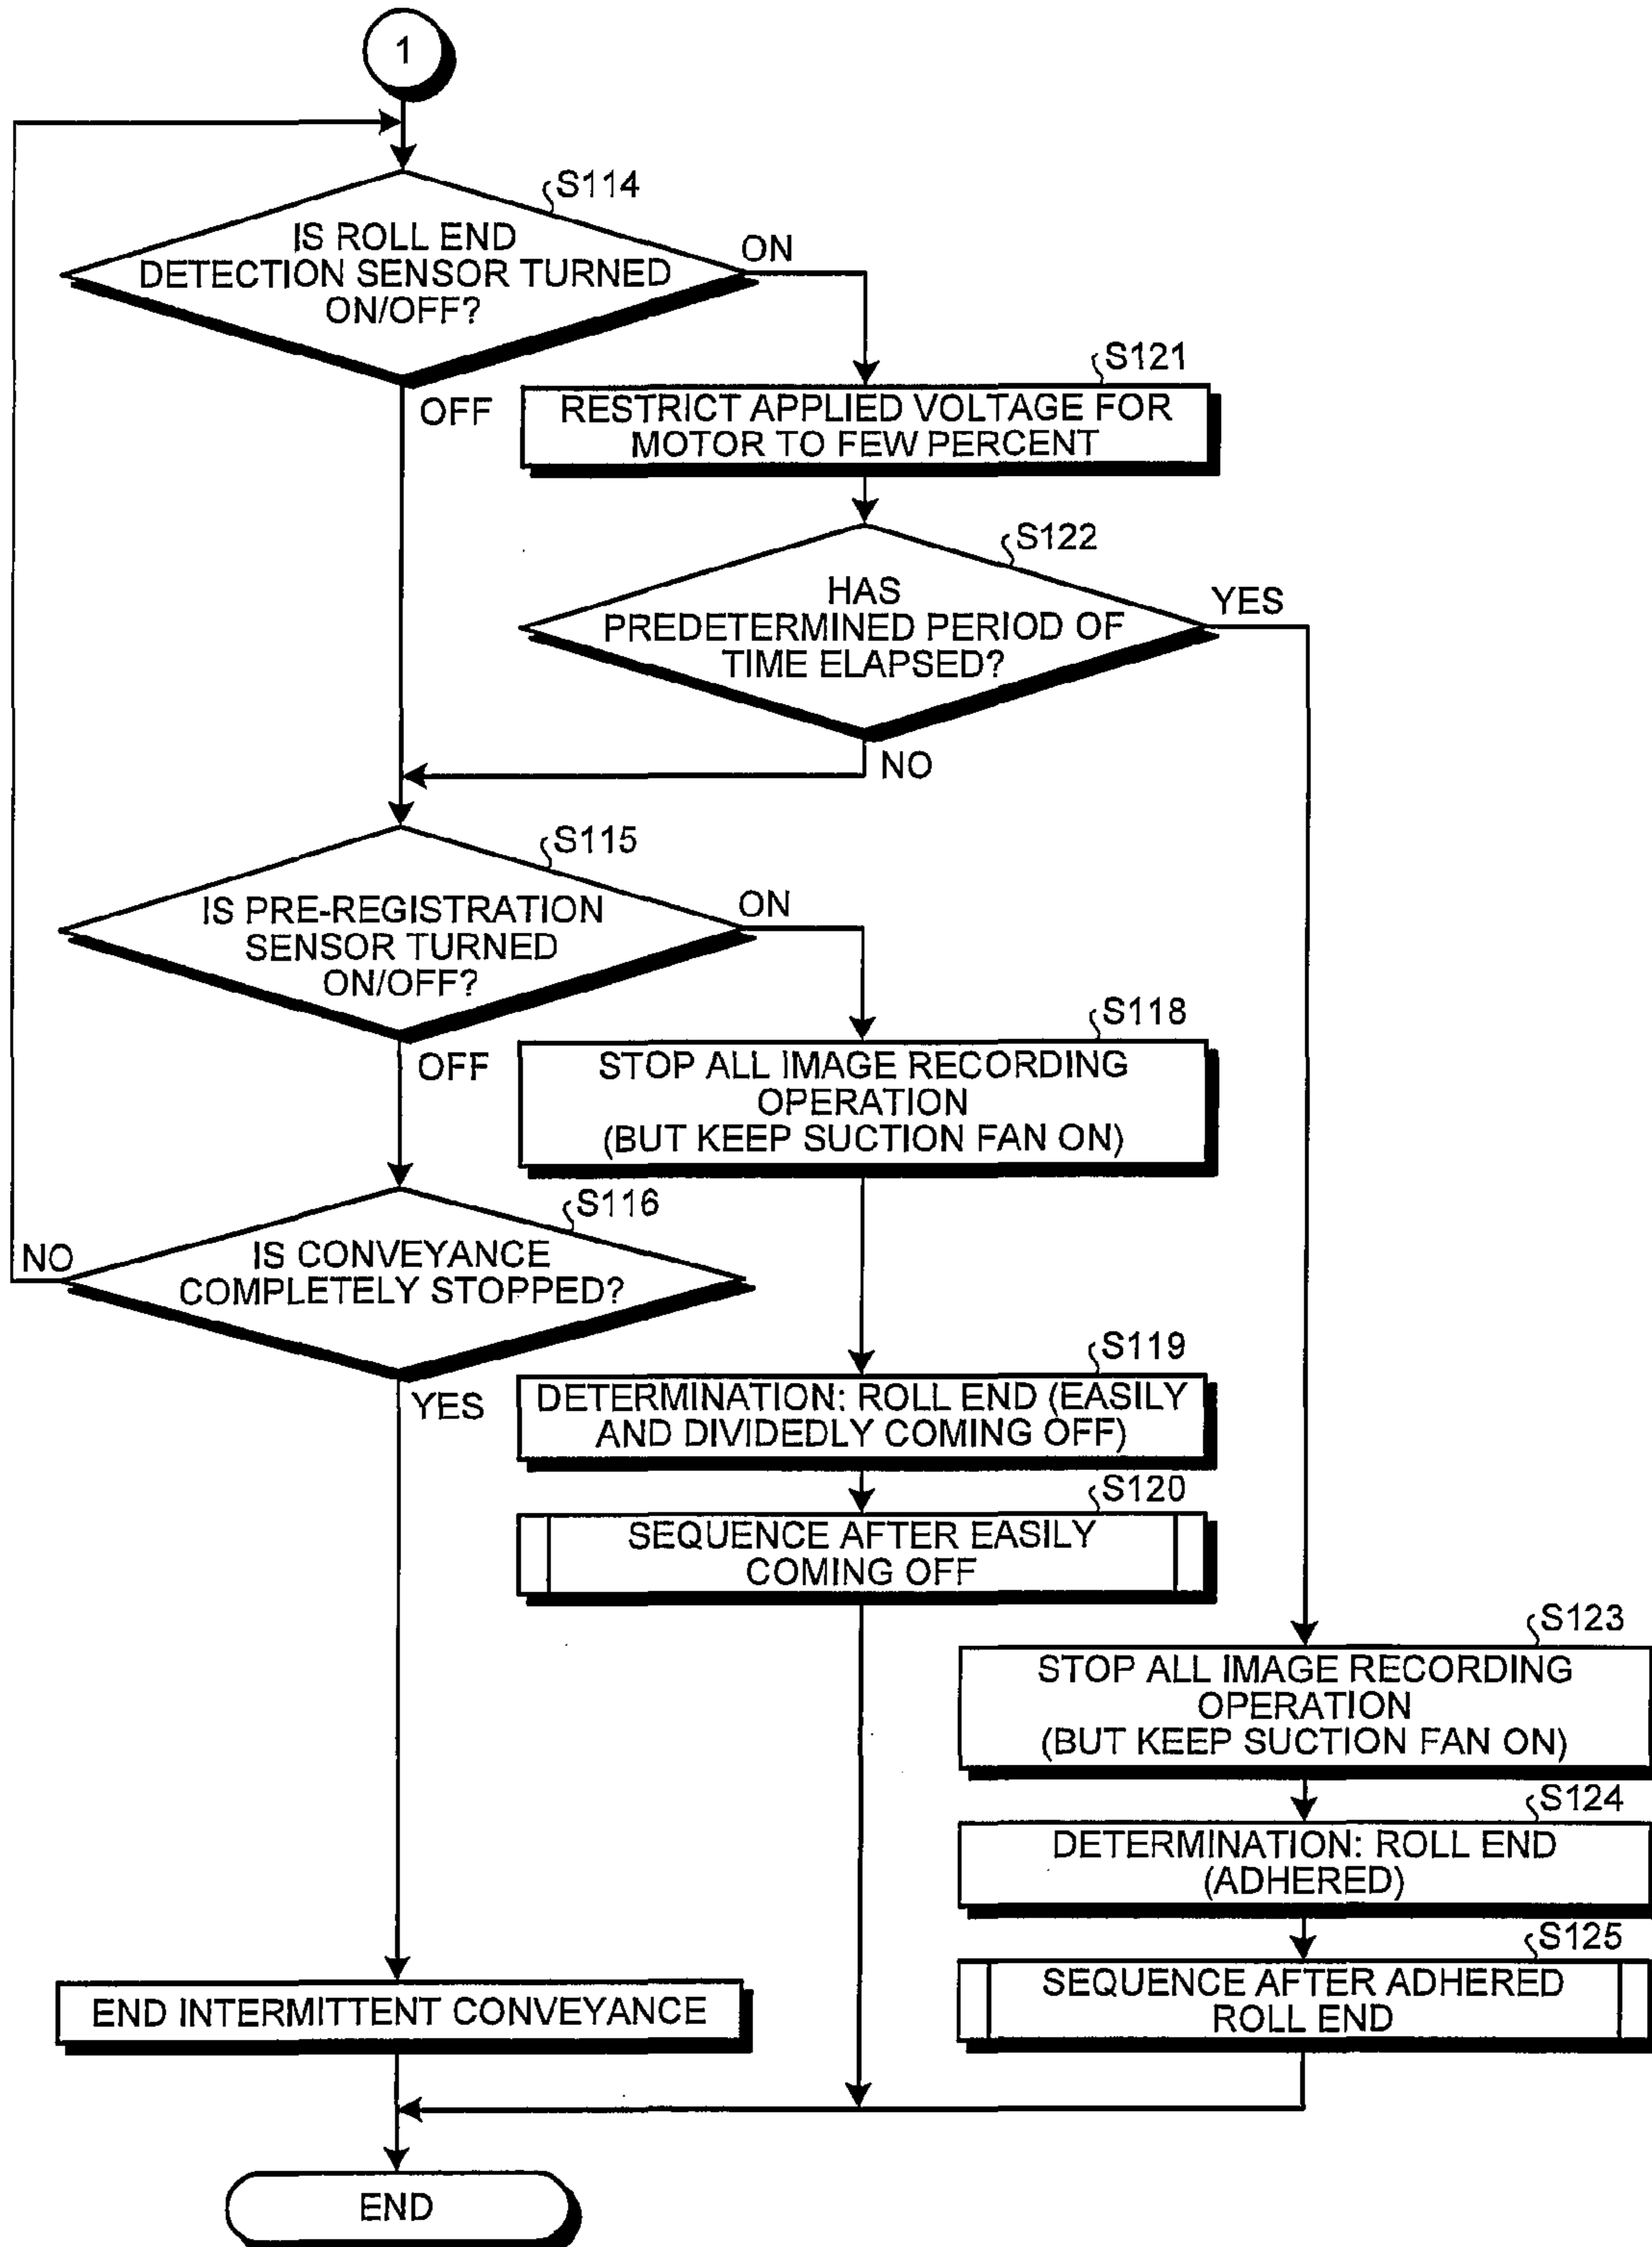 1
S114
IS ROLL END
DETECTION SENSOR TURNED
ON/OFF?
ON
OFF
S121
RESTRICT APPLIED VOLTAGE FOR
MOTOR TO FEW PERCENT
S122
HAS
PREDETERMINED PERIOD OF
TIME ELAPSED?
YES
NO
S115
IS PRE-REGISTRATION
SENSOR TURNED
ON/OFF?
ON
OFF
S118
STOP ALL IMAGE RECORDING
OPERATION
(BUT KEEP SUCTION FAN ON)
S116
IS CONVEYANCE
COMPLETELY STOPPED?
NO
YES
S119
DETERMINATION: ROLL END (EASILY
AND DIVIDEDLY COMING OFF)
S120
SEQUENCE AFTER EASILY
COMING OFF
S123
STOP ALL IMAGE RECORDING
OPERATION
(BUT KEEP SUCTION FAN ON)
S124
DETERMINATION: ROLL END
(ADHERED)
S125
SEQUENCE AFTER ADHERED
ROLL END
END INTERMITTENT CONVEYANCE
END